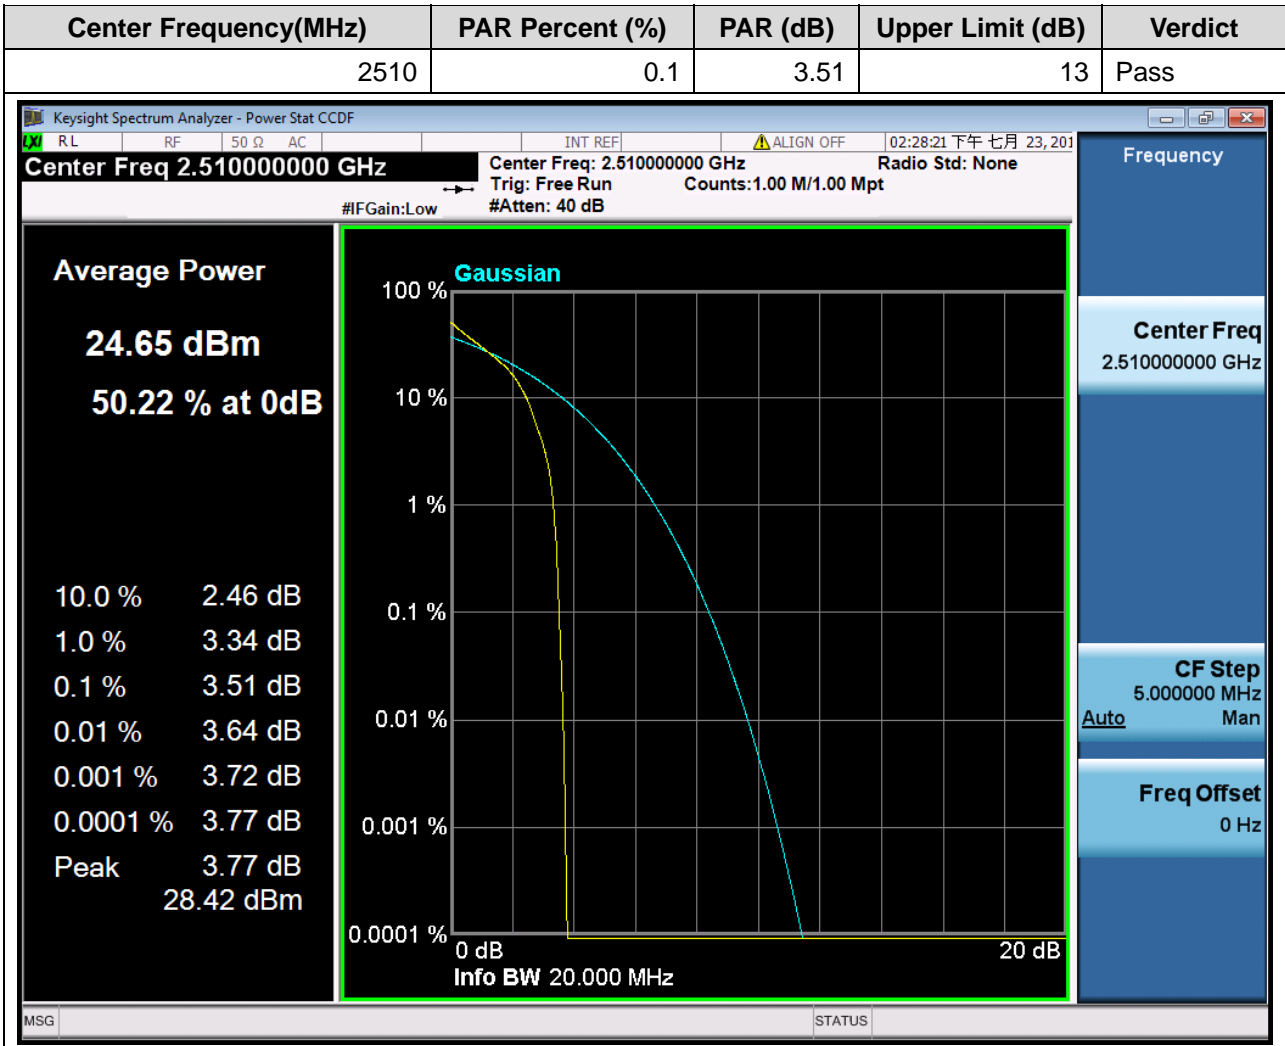 Center Frequency(MHz) PAR Percent (%) PAR (dB) Upper Limit (dB) Verdict
2510 0.1 3.51 13 Pass
Keysight Spectrum Analyzer - Power Stat CCDF
LXI RL RF 50 Ω AC INT REF ALIGN OFF 02:28:21 下午 七月 23, 201
Center Freq 2.510000000 GHz
Center Freq: 2.510000000 GHz Radio Std: None
Trig: Free Run Counts:1.00 M/1.00 Mpt
#IFGain:Low #Atten: 40 dB
Average Power
24.65 dBm
50.22 % at 0dB
10.0 % 2.46 dB
1.0 % 3.34 dB
0.1 % 3.51 dB
0.01 % 3.64 dB
0.001 % 3.72 dB
0.0001 % 3.77 dB
Peak 3.77 dB
28.42 dBm
Gaussian
100 %
10 %
1 %
0.1 %
0.01 %
0.001 %
0.0001 %
0 dB 20 dB
Info BW 20.000 MHz
Frequency
Center Freq
2.510000000 GHz
CF Step
5.000000 MHz
Auto Man
Freq Offset
0 Hz
MSG STATUS